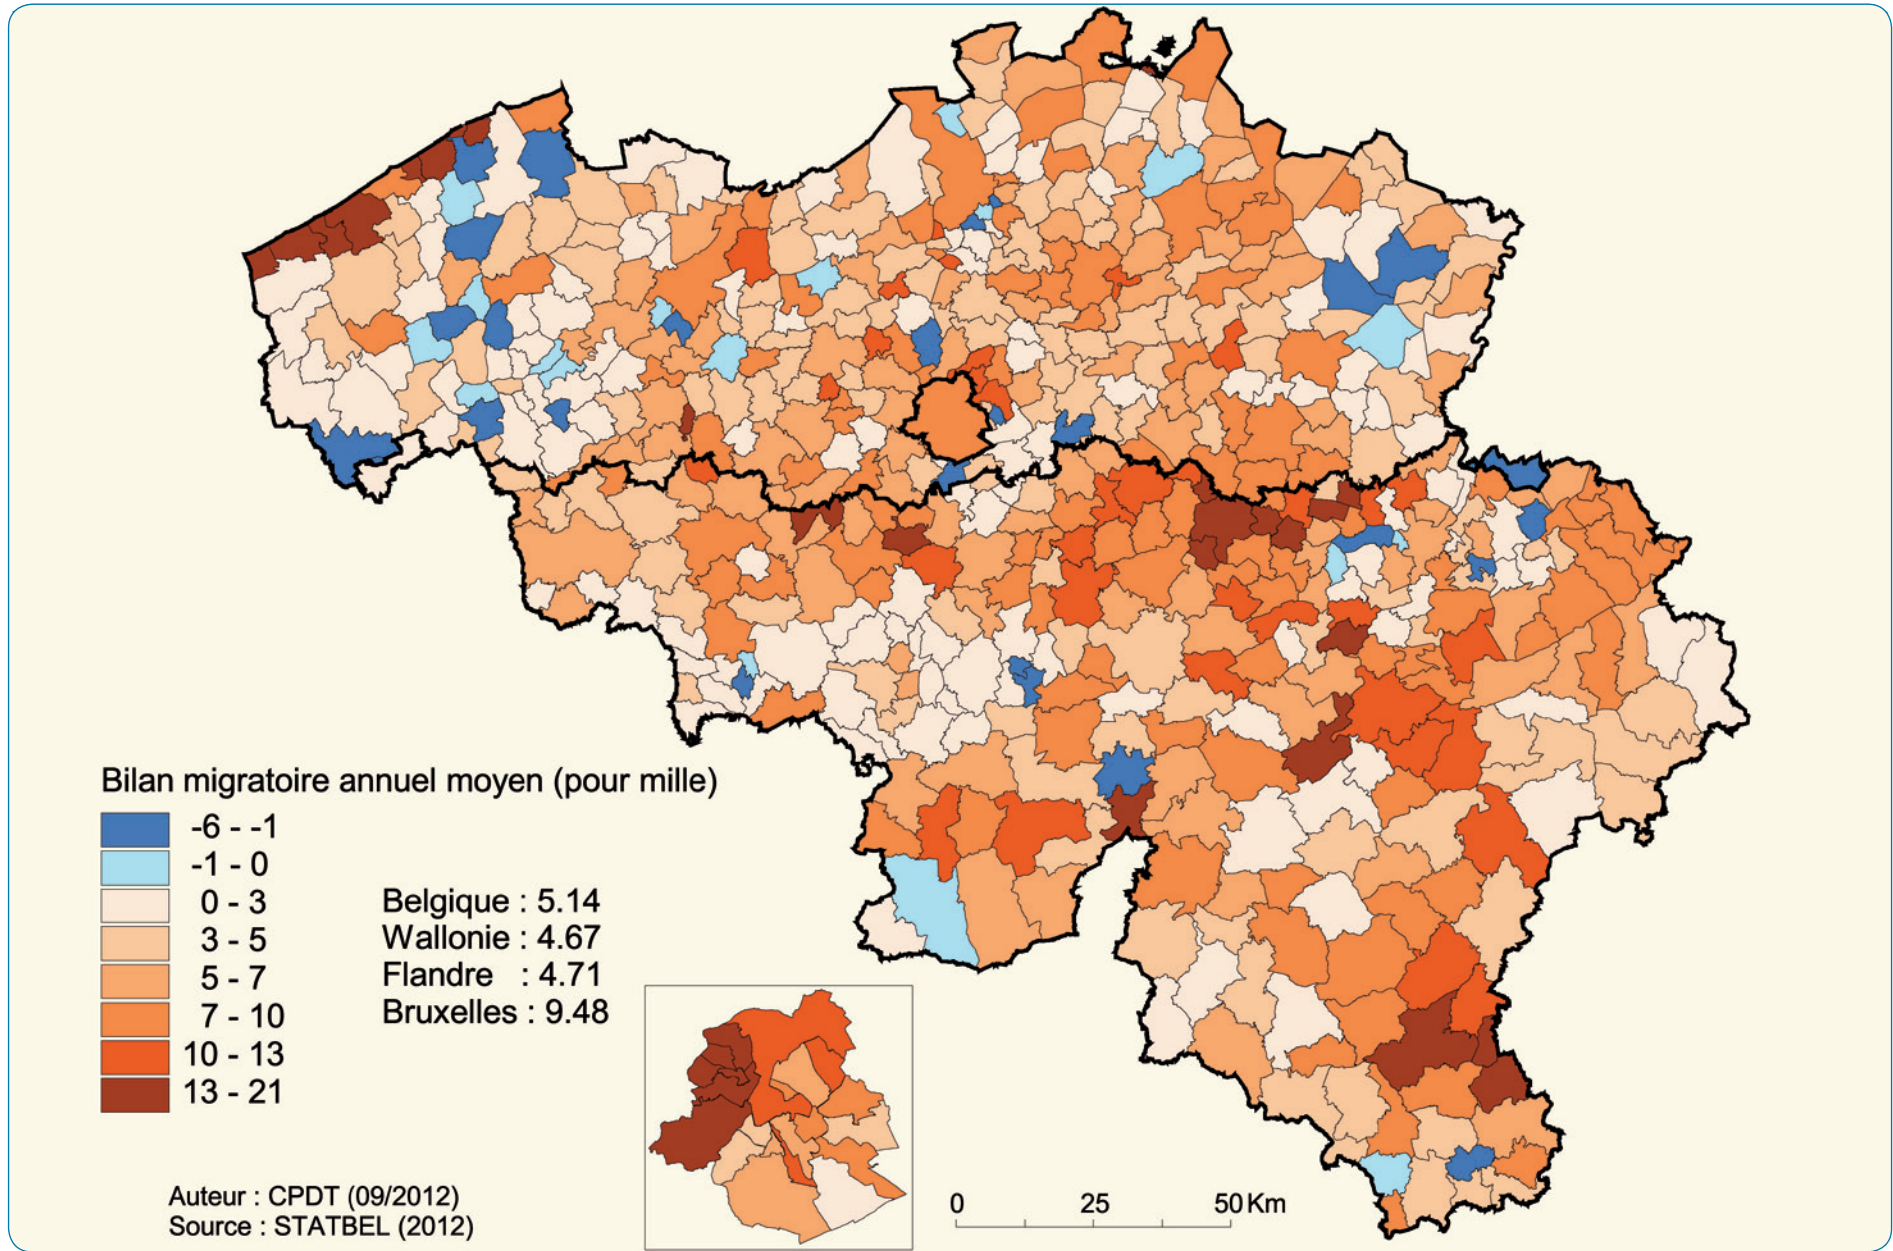 Bilan migratoire annuel moyen (pour mille)
-6 - -1
-1 - 0
0 - 3
3 - 5
5 - 7
7 - 10
10 - 13
13 - 21
Belgique : 5.14
Wallonie : 4.67
Flandre : 4.71
Bruxelles : 9.48
Auteur : CPDT (09/2012)
Source : STATBEL (2012)
0 25 50 Km